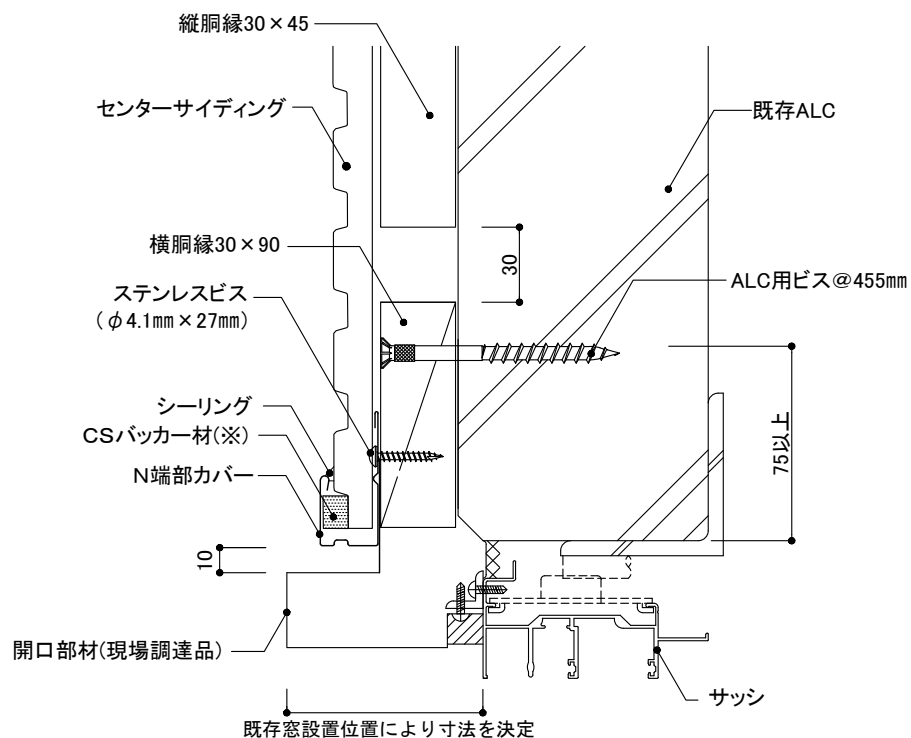 縦胴縁30×45
センターサイディング
既存ALC
横胴縁30×90
30
ステンレスビス
(φ4.1mm×27mm)
ALC用ビス@455mm
シーリング
CSバッカー材(※)
N端部カバー
75以上
10
開口部材(現場調達品)
サッシ
既存窓設置位置により寸法を決定